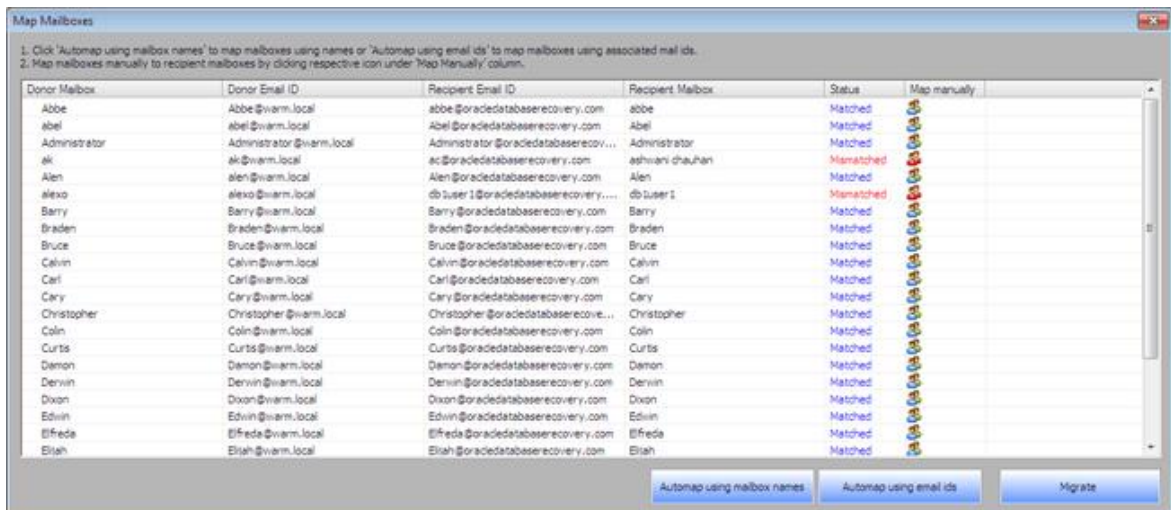 Map Mailboxes
1. Click 'Automap using mailbox names' to map mailboxes using names or 'Automap using email ids' to map mailboxes using associated mail ids.
2. Map mailboxes manually to recipient mailboxes by clicking respective icon under 'Map Manually' column.
Donor Mailbox Donor Email ID Recipient Email ID Recipient Mailbox Status Map manually
Abbe Abbe@warm.local abbe@oracledatabaserecovery.com abbe Matched
abel abel@warm.local Abel@oracledatabaserecovery.com Abel Matched
Administrator Administrator@warm.local Administrator@oracledatabaserecov... Administrator Matched
ak ak@warm.local ac@oracledatabaserecovery.com ashwani chauhan Mismatched
Alen alen@warm.local Alen@oracledatabaserecovery.com Alen Matched
alexo alexo@warm.local db1user1@oracledatabaserecovery.... db1user1 Mismatched
Barry Barry@warm.local Barry@oracledatabaserecovery.com Barry Matched
Braden Braden@warm.local Braden@oracledatabaserecovery.com Braden Matched
Bruce Bruce@warm.local Bruce@oracledatabaserecovery.com Bruce Matched
Calvin Calvin@warm.local Calvin@oracledatabaserecovery.com Calvin Matched
Carl Carl@warm.local Carl@oracledatabaserecovery.com Carl Matched
Cary Cary@warm.local Cary@oracledatabaserecovery.com Cary Matched
Christopher Christopher@warm.local Christopher@oracledatabaserecove... Christopher Matched
Colin Colin@warm.local Colin@oracledatabaserecovery.com Colin Matched
Curtis Curtis@warm.local Curtis@oracledatabaserecovery.com Curtis Matched
Damon Damon@warm.local Damon@oracledatabaserecovery.com Damon Matched
Derwin Derwin@warm.local Derwin@oracledatabaserecovery.com Derwin Matched
Dixon Dixon@warm.local Dixon@oracledatabaserecovery.com Dixon Matched
Edwin Edwin@warm.local Edwin@oracledatabaserecovery.com Edwin Matched
Elfreda Elfreda@warm.local Elfreda@oracledatabaserecovery.com Elfreda Matched
Elijah Elijah@warm.local Elijah@oracledatabaserecovery.com Elijah Matched
Automap using mailbox names Automap using email ids Migrate